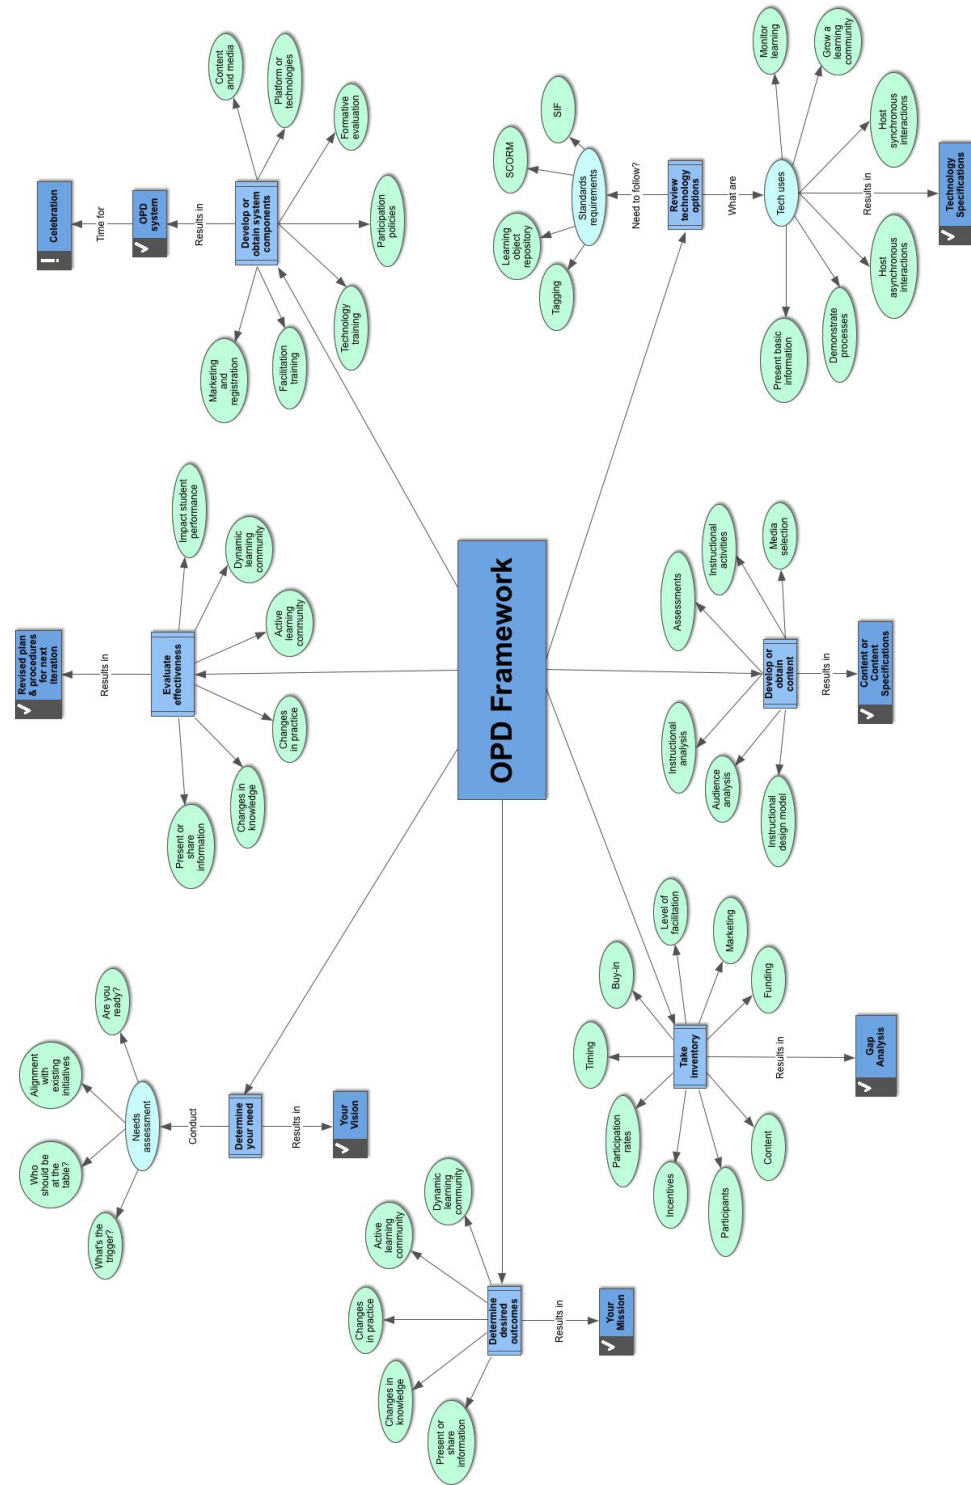 OPD Framework
Determine
your need
Conduct
Needs
assessment
What's the
trigger?
Who
should be
at the
table?
Alignment
with
existing
initiatives
Are you
ready?
Results in
Your
Vision
Determine
desired
outcomes
Present or
share
information
Changes in
knowledge
Changes
in practice
Active
learning
community
Dynamic
learning
community
Results in
Your
Mission
Take
inventory
Participants
Incentives
Participation
rates
Timing
Buy-in
Level of
facilitation
Marketing
Funding
Content
Results in
Gap
Analysis
Develop or
obtain
content
Instructional
design model
Audience
analysis
Instructional
analysis
Assessments
Instructional
activities
Media
selection
Results in
Content or
Content
Specifications
Review
technology
options
Need to follow?
Standards
requirements
Tagging
Learning
object
repository
SCORM
SIF
What are
Tech uses
Present basic
information
Demonstrate
processes
Host
asynchronous
interactions
Host
synchronous
interactions
Grow a
learning
community
Monitor
learning
Results in
Technology
Specifications
Develop or
obtain system
components
Marketing
and
registration
Facilitation
training
Technology
training
Participation
policies
Formative
evaluation
Platform or
technologies
Content
and media
Results in
OPD
system
Time for
Celebration
Evaluate
effectiveness
Present or
share
information
Changes in
knowledge
Changes
in practice
Active
learning
community
Dynamic
learning
community
Impact student
performance
Results in
Revised plan
& procedures
for next
iteration